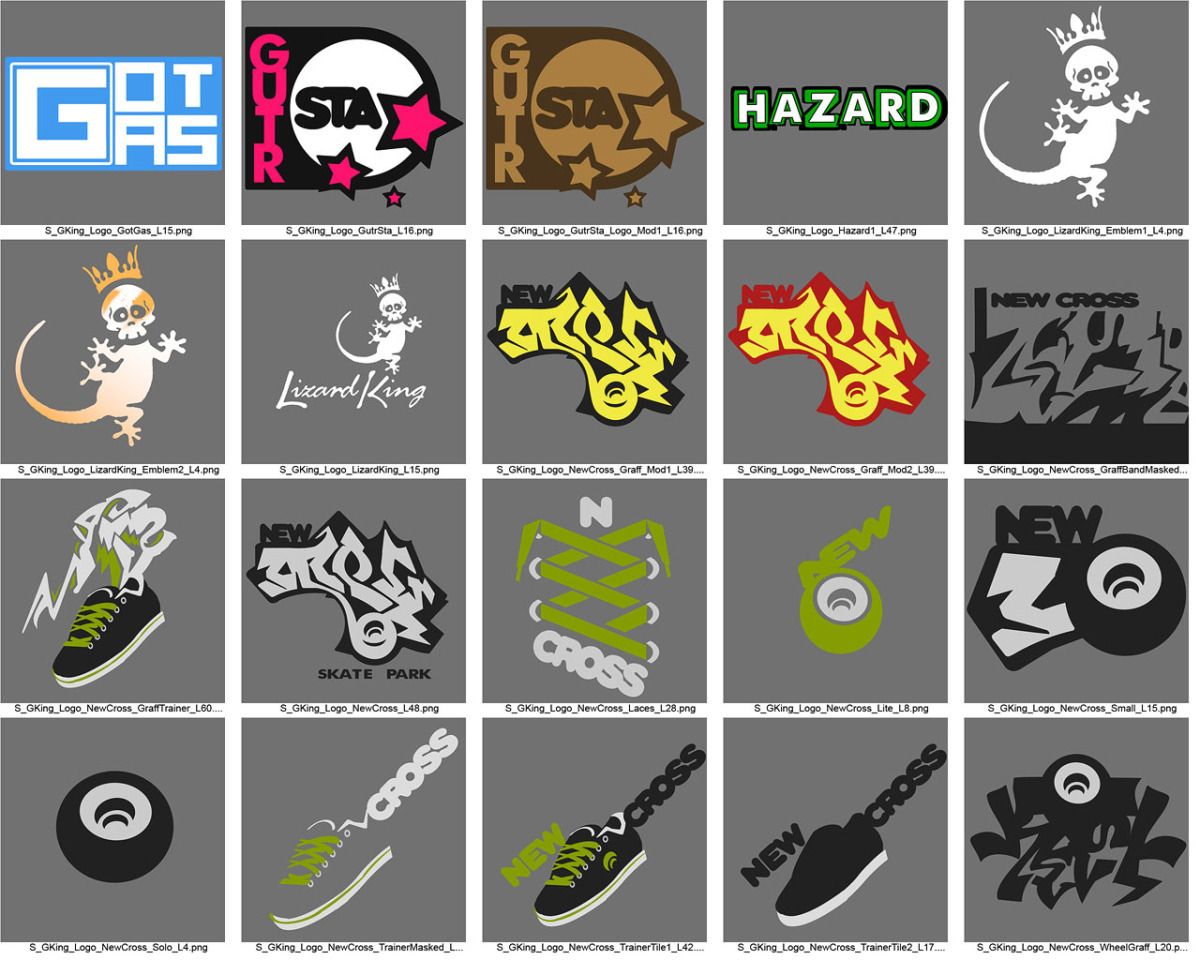 GOT
GAS
GUTR
STA
GUTR
STA
HAZARD
S_GKing_Logo_GotGas_L15.png
S_GKing_Logo_GutrSta_L16.png
S_GKing_Logo_GutrSta_Logo_Mod1_L16.png
S_GKing_Logo_Hazard1_L47.png
S_GKing_Logo_LizardKing_Emblem1_L4.png
Lizard King
NEW
NEW
NEW CROSS
S_GKing_Logo_LizardKing_Emblem2_L4.png
S_GKing_Logo_LizardKing_L15.png
S_GKing_Logo_NewCross_Graff_Mod1_L39....
S_GKing_Logo_NewCross_Graff_Mod2_L39....
S_GKing_Logo_NewCross_GraffBandMasked...
NEW
SKATE PARK
N
CROSS
NEW
NEW
S_GKing_Logo_NewCross_GraffTrainer_L60....
S_GKing_Logo_NewCross_L48.png
S_GKing_Logo_NewCross_Laces_L28.png
S_GKing_Logo_NewCross_Lite_L8.png
S_GKing_Logo_NewCross_Small_L15.png
CROSS
NEW CROSS
NEW CROSS
S_GKing_Logo_NewCross_Solo_L4.png
S_GKing_Logo_NewCross_TrainerMasked_L...
S_GKing_Logo_NewCross_TrainerTile1_L42....
S_GKing_Logo_NewCross_TrainerTile2_L17....
S_GKing_Logo_NewCross_WheelGraff_L20.p...